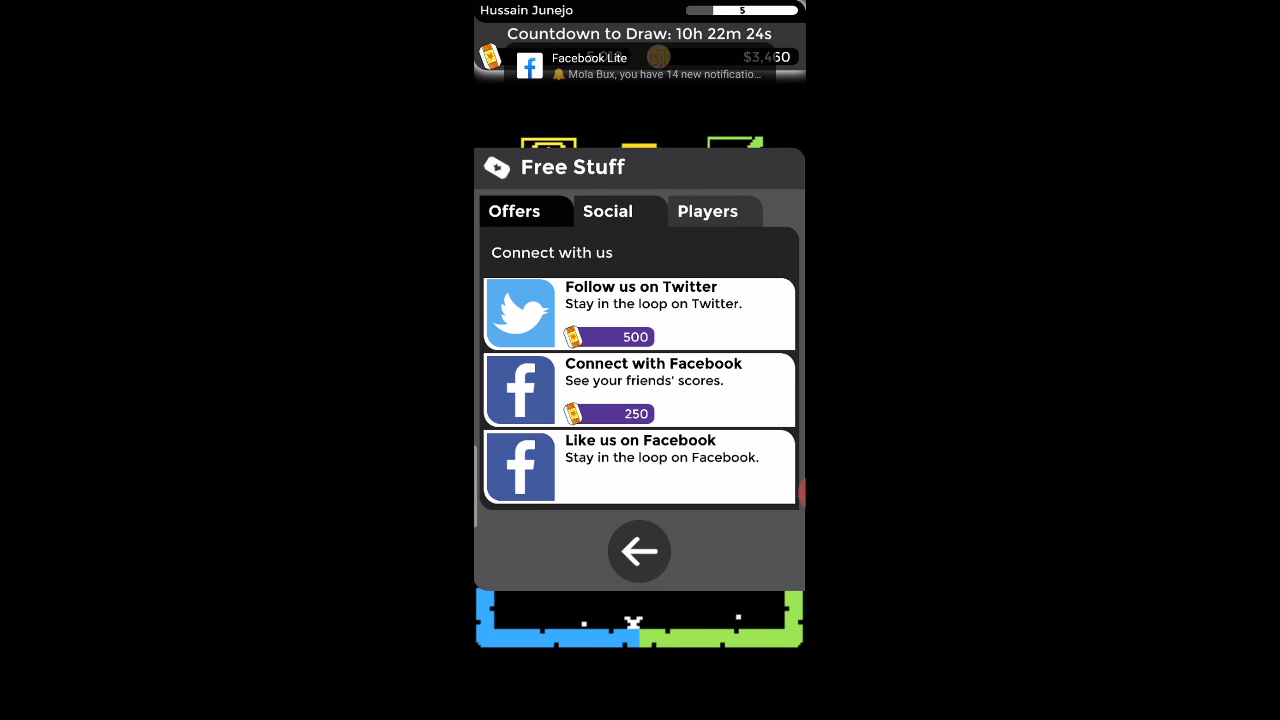 Hussain Junejo
5
Countdown to Draw: 10h 22m 24s
$3,460
Facebook Lite
Mola Bux, you have 14 new notificatio...
Free Stuff
Offers
Social
Players
Connect with us
Follow us on Twitter
Stay in the loop on Twitter.
500
Connect with Facebook
See your friends' scores.
250
Like us on Facebook
Stay in the loop on Facebook.